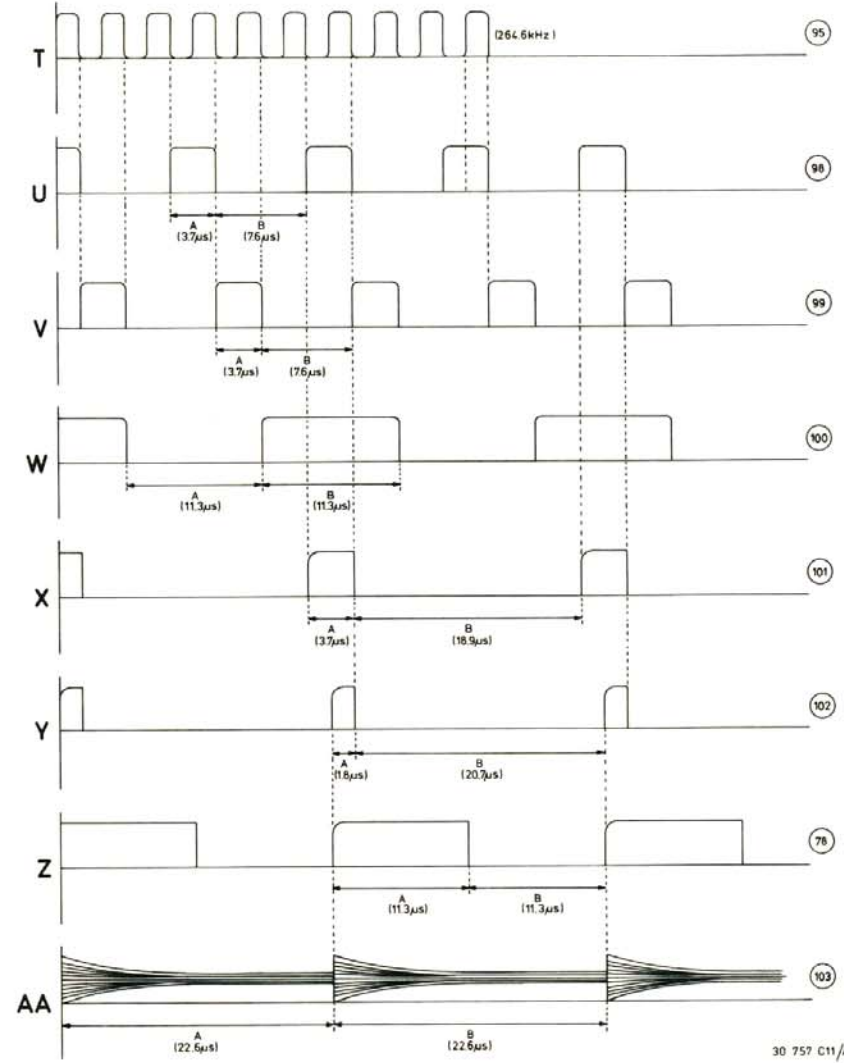 (264.6kHz)
95
T
98
U
A
B
(3.7µs)
(7.6µs)
99
V
A
B
(3.7µs)
(7.6µs)
100
W
A
B
(11.3µs)
(11.3µs)
101
X
A
B
(3.7µs)
(18.9µs)
102
Y
A
B
(1.8µs)
(20.7µs)
78
Z
A
B
(11.3µs)
(11.3µs)
103
AA
A
B
(22.6µs)
(22.6µs)
30 757 C11/